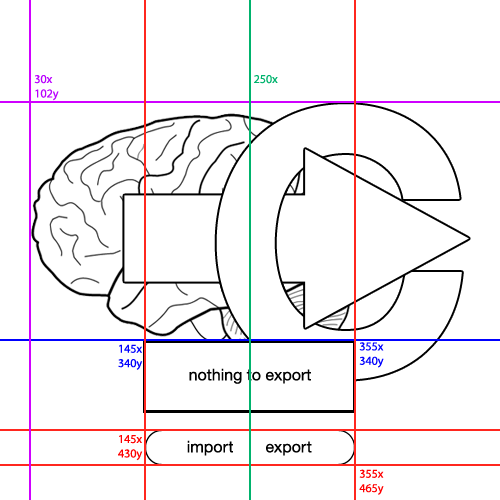 30x
102y
250x
145x
340y
355x
340y
nothing to export
145x
430y
import export
355x
465y